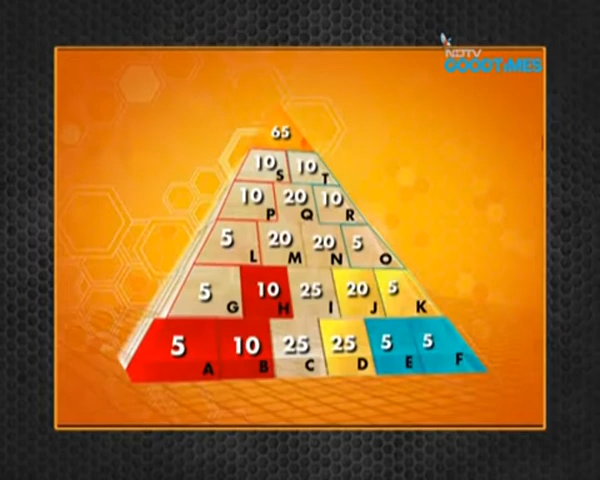 NDTV
GOODTiMES
65
10 S 10 T
10 P 20 Q 10 R
5 L 20 M 20 N 5 O
5 G 10 H 25 I 20 J 5 K
5 A 10 B 25 C 25 D 5 E 5 F